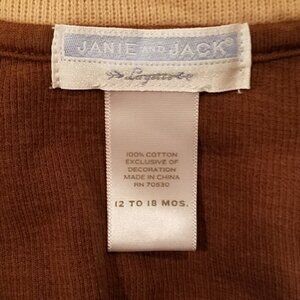 JANIE AND JACK
Layette
100% COTTON
EXCLUSIVE OF
DECORATION
MADE IN CHINA
RN 70530
12 TO 18 MOS.